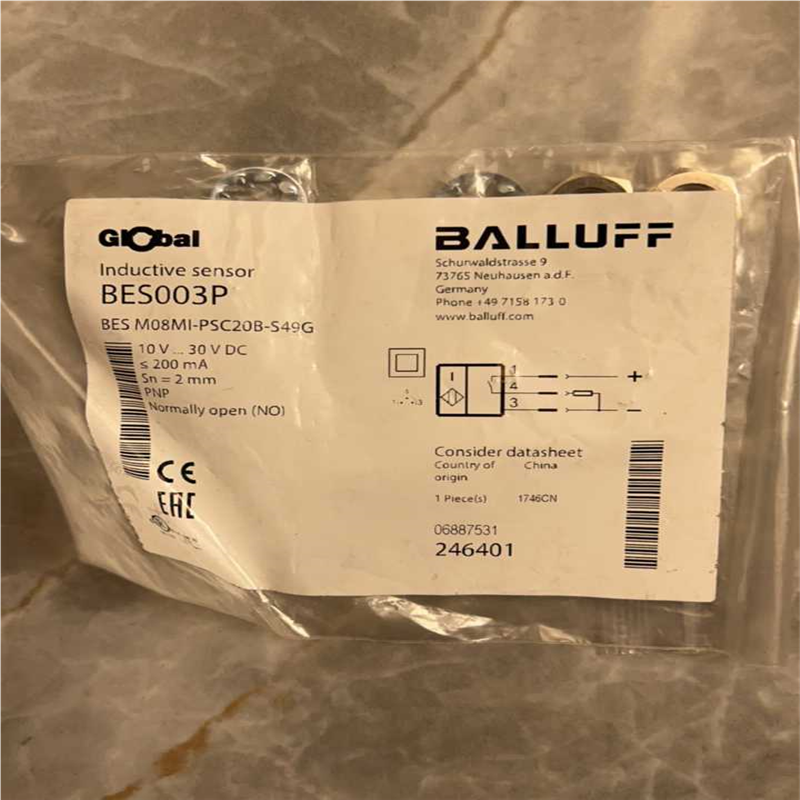 Global
Inductive sensor
BES003P
BES M08MI-PSC20B-S49G
10 V ... 30 V DC
≤ 200 mA
Sn = 2 mm
PNP
Normally open (NO)
CE
EAC
BALLUFF
Schurwaldstrasse 9
73765 Neuhausen a.d.F.
Germany
Phone +49 7158 173-0
www.balluff.com
1
+
4
3
−
Consider datasheet
Country of origin China
1 Piece(s) 1746CN
06887531
246401